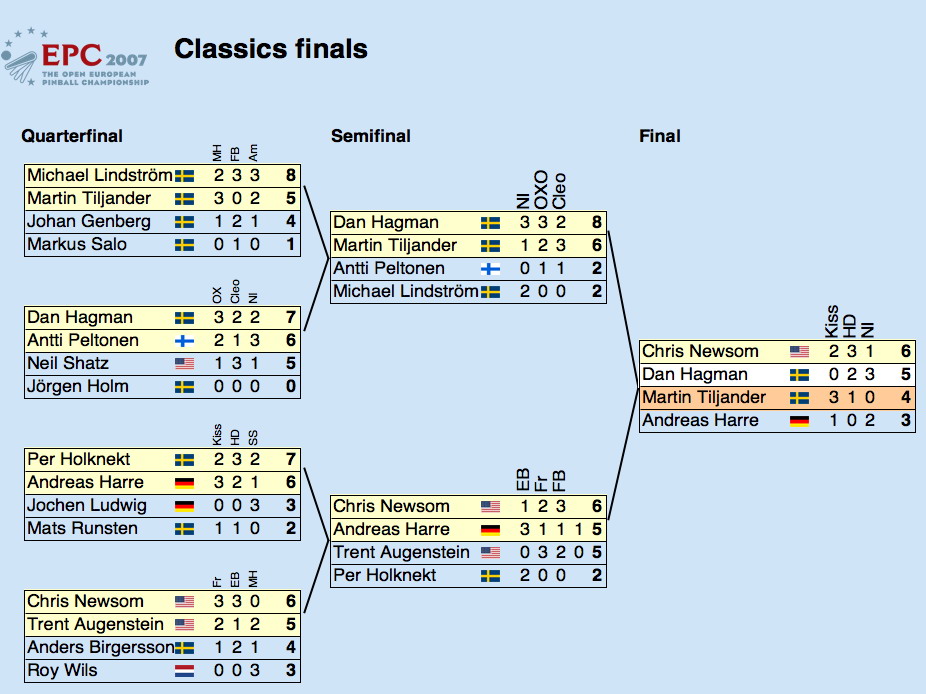 EPC 2007
THE OPEN EUROPEAN
PINBALL CHAMPIONSHIP
Classics finals
Quarterfinal
MH FB Am
Michael Lindström 2 3 3 8
Martin Tiljander 3 0 2 5
Johan Genberg 1 2 1 4
Markus Salo 0 1 0 1
OX Cleo NI
Dan Hagman 3 2 2 7
Antti Peltonen 2 1 3 6
Neil Shatz 1 3 1 5
Jörgen Holm 0 0 0 0
Kiss HD SS
Per Holknekt 2 3 2 7
Andreas Harre 3 2 1 6
Jochen Ludwig 0 0 3 3
Mats Runsten 1 1 0 2
Fr EB MH
Chris Newsom 3 3 0 6
Trent Augenstein 2 1 2 5
Anders Birgersson 1 2 1 4
Roy Wils 0 0 3 3
Semifinal
NI OXO Cleo
Dan Hagman 3 3 2 8
Martin Tiljander 1 2 3 6
Antti Peltonen 0 1 1 2
Michael Lindström 2 0 0 2
EB Fr FB
Chris Newsom 1 2 3 6
Andreas Harre 3 1 1 1 5
Trent Augenstein 0 3 2 0 5
Per Holknekt 2 0 0 2
Final
Kiss HD NI
Chris Newsom 2 3 1 6
Dan Hagman 0 2 3 5
Martin Tiljander 3 1 0 4
Andreas Harre 1 0 2 3